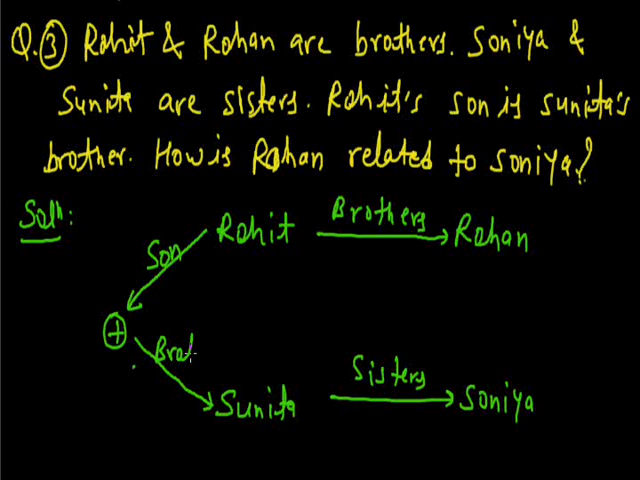 Q.③ Rohit & Rohan are brothers. Soniya &
Sunita are sisters. Rohit's son is sunita's
brother. How is Rohan related to soniya?
Solⁿ:
Rohit Brothers Rohan
Son
+
Brot
Sunita Sisters Soniya